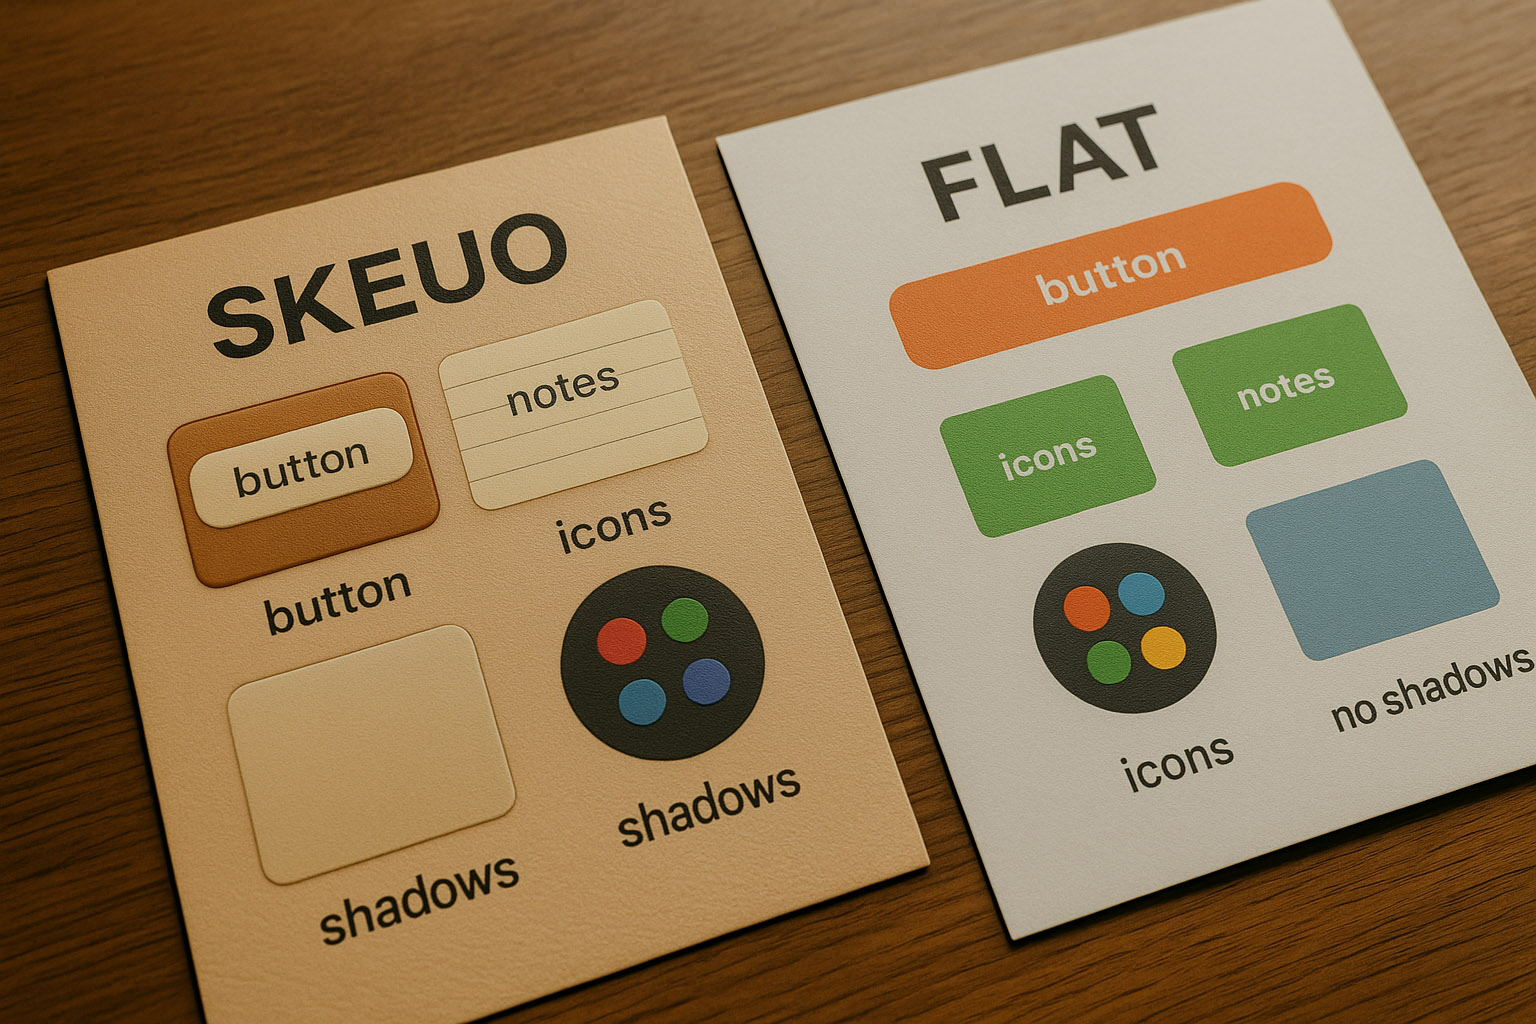 SKEUO
button
notes
button
icons
shadows
shadows
FLAT
button
icons
notes
icons
no shadows